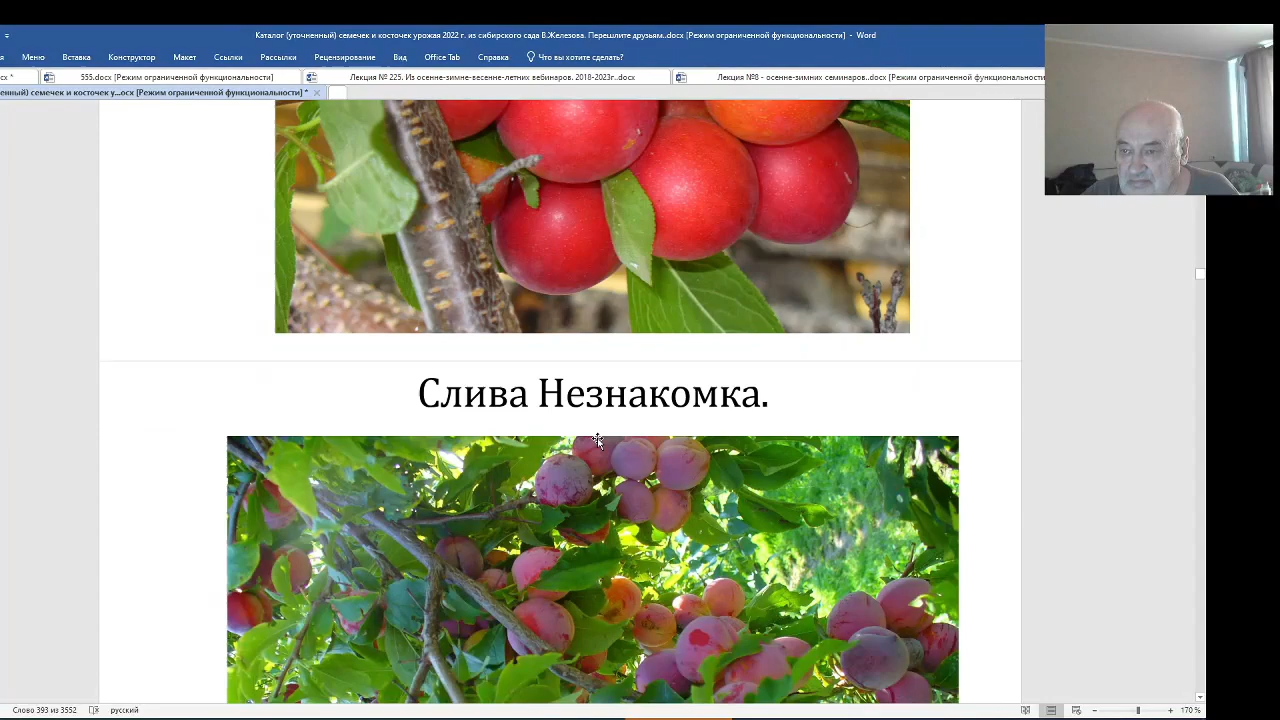 Каталог (уточненный) семечек и косточек урожая 2022 г. из сибирского сада В.Железова. Перешлите друзьям..docx [Режим ограниченной функциональности] - Word
Меню Вставка Конструктор Макет Ссылки Рассылки Рецензирование Вид Office Tab Справка Что вы хотите сделать?
сх * 555.docx [Режим ограниченной функциональности] Лекция № 225. Из осенне-зимне-весенне-летних вебинаров. 2018-2023г..docx Лекция №8 - осенне-зимних семинаров..docx [Режим ограниченной функциональности]
енный) семечек и косточек у...ocx [Режим ограниченной функциональности] *
Слива Незнакомка.
Слово 393 из 3552 русский 170 %